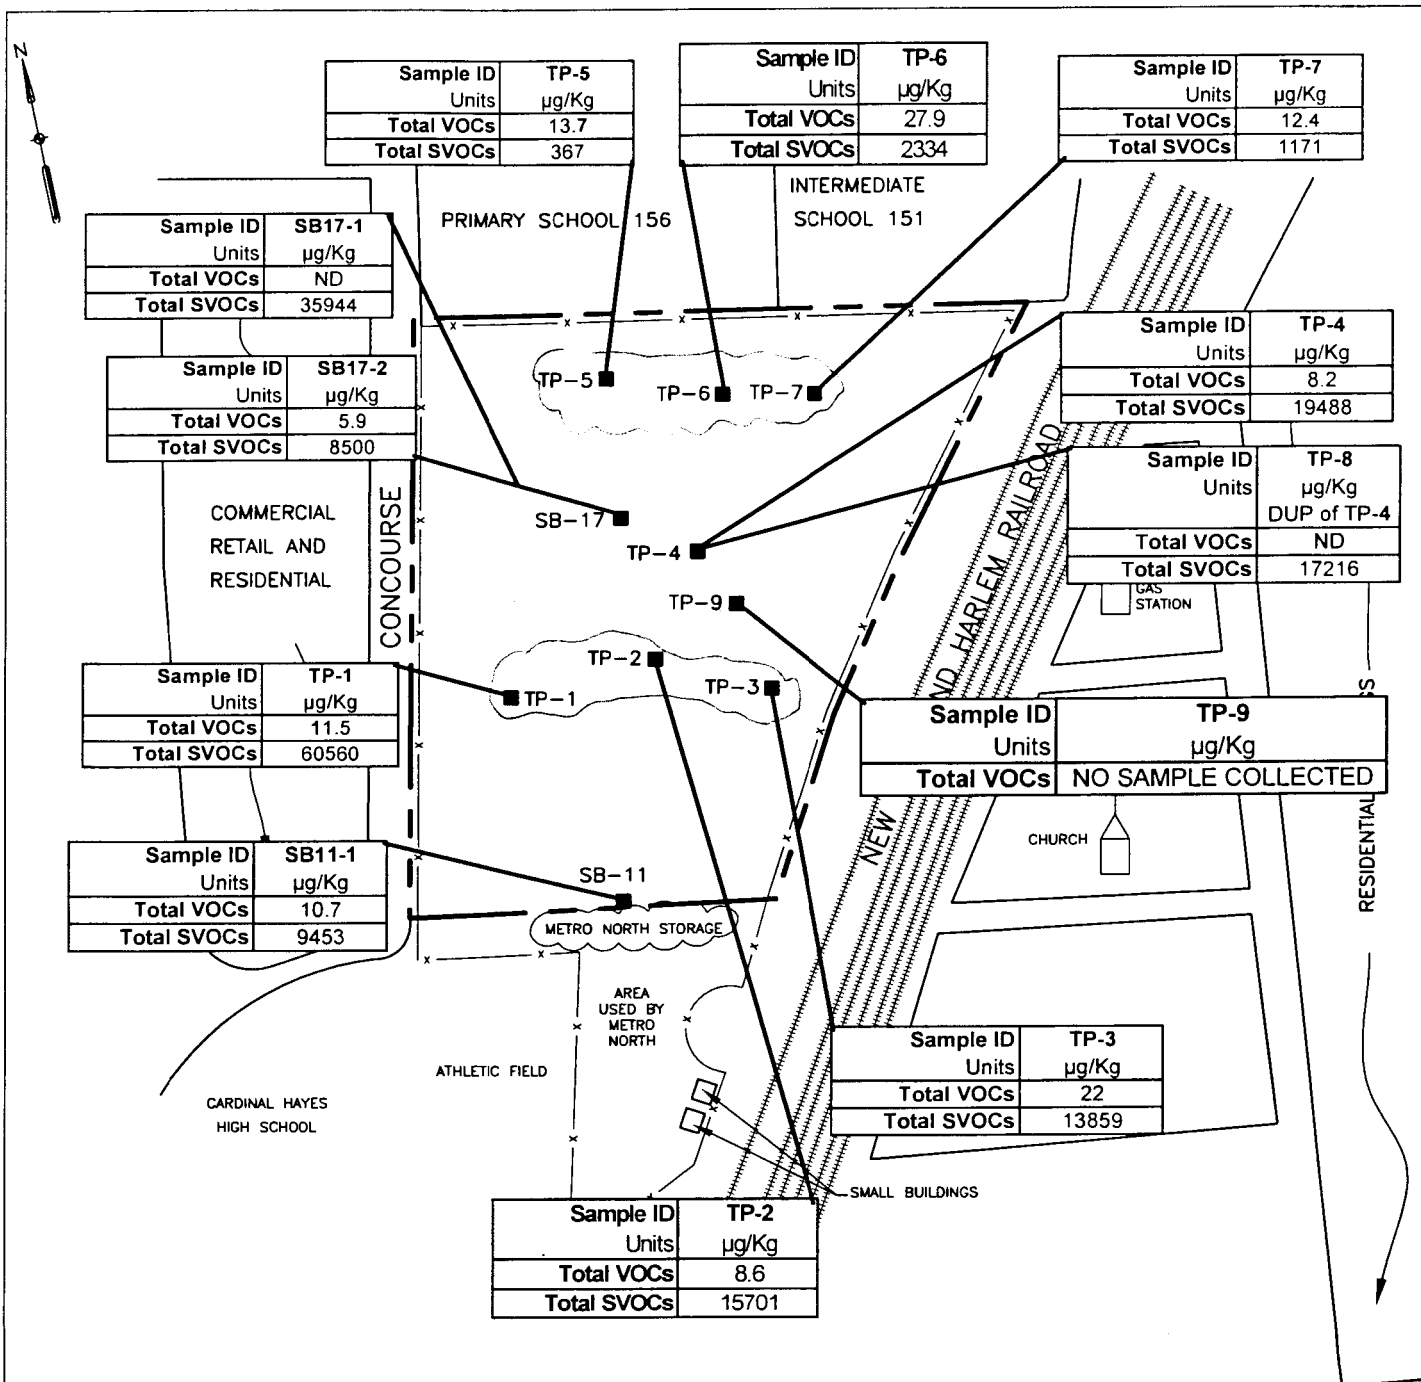 N
Sample ID TP-5
Units µg/Kg
Total VOCs 13.7
Total SVOCs 367
Sample ID TP-6
Units µg/Kg
Total VOCs 27.9
Total SVOCs 2334
Sample ID TP-7
Units µg/Kg
Total VOCs 12.4
Total SVOCs 1171
PRIMARY SCHOOL 156
INTERMEDIATE
SCHOOL 151
Sample ID SB17-1
Units µg/Kg
Total VOCs ND
Total SVOCs 35944
Sample ID SB17-2
Units µg/Kg
Total VOCs 5.9
Total SVOCs 8500
Sample ID TP-4
Units µg/Kg
Total VOCs 8.2
Total SVOCs 19488
Sample ID TP-8
Units µg/Kg
DUP of TP-4
Total VOCs ND
Total SVOCs 17216
TP-5
TP-6
TP-7
SB-17
TP-4
TP-9
TP-2
TP-3
TP-1
COMMERCIAL
RETAIL AND
RESIDENTIAL
CONCOURSE
NEW ND HARLEM RAILROAD
GAS
STATION
Sample ID TP-1
Units µg/Kg
Total VOCs 11.5
Total SVOCs 60560
Sample ID TP-9
Units µg/Kg
Total VOCs NO SAMPLE COLLECTED
CHURCH
RESIDENTIAL
Sample ID SB11-1
Units µg/Kg
Total VOCs 10.7
Total SVOCs 9453
SB-11
METRO NORTH STORAGE
AREA
USED BY
METRO
NORTH
ATHLETIC FIELD
CARDINAL HAYES
HIGH SCHOOL
Sample ID TP-3
Units µg/Kg
Total VOCs 22
Total SVOCs 13859
SMALL BUILDINGS
Sample ID TP-2
Units µg/Kg
Total VOCs 8.6
Total SVOCs 15701